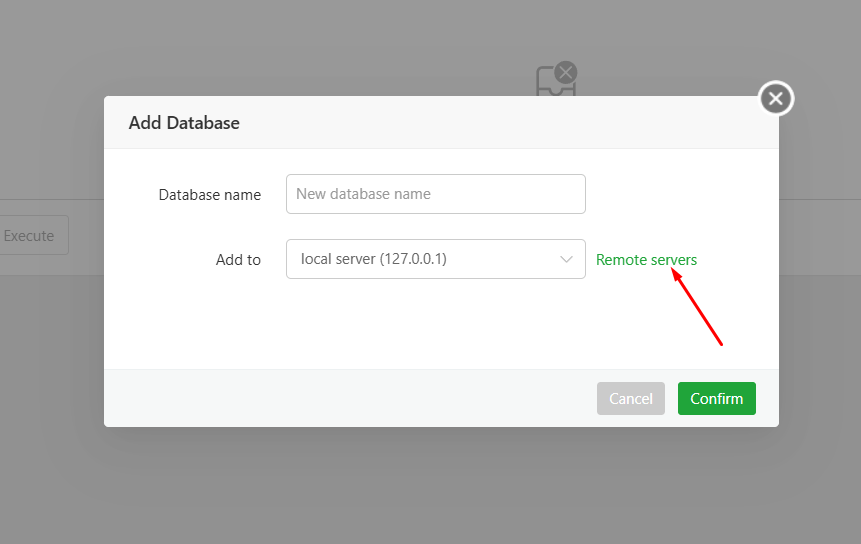 Add Database
Database name
New database name
Execute
Add to
local server (127.0.0.1)
Remote servers
Cancel
Confirm